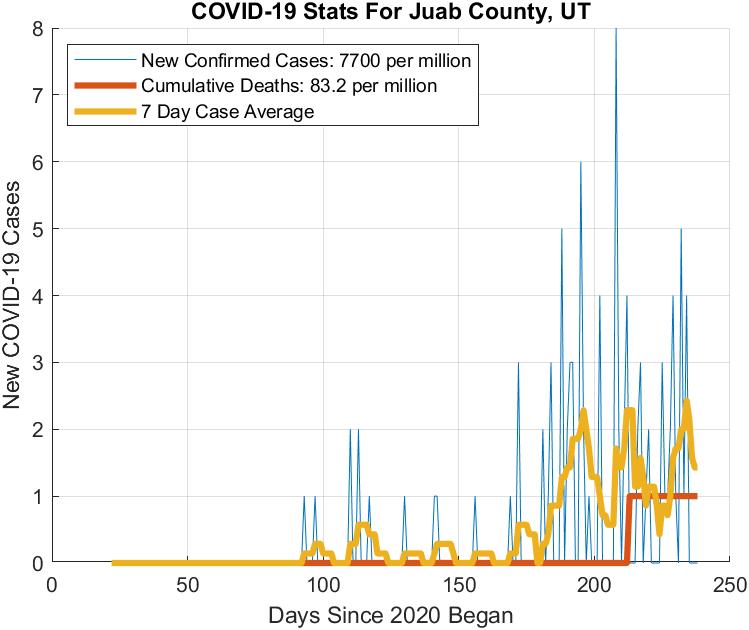 COVID-19 Stats For Juab County, UT
New Confirmed Cases: 7700 per million
Cumulative Deaths: 83.2 per million
7 Day Case Average
New COVID-19 Cases
8
7
6
5
4
3
2
1
0
0 50 100 150 200 250
Days Since 2020 Began